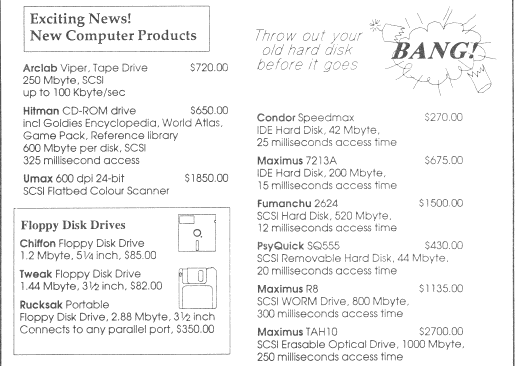 Exciting News!
New Computer Products
Arclab Viper, Tape Drive $720.00
250 Mbyte, SCSI
up to 100 Kbyte/sec
Hitman CD-ROM drive $650.00
incl Goldies Encyclopedia, World Atlas,
Game Pack, Reference library
600 Mbyte per disk, SCSI
325 millisecond access
Umax 600 dpi 24-bit $1850.00
SCSI Flatbed Colour Scanner
Floppy Disk Drives
Chiffon Floppy Disk Drive
1.2 Mbyte, 5¼ inch, $85.00
Tweak Floppy Disk Drive
1.44 Mbyte, 3½ inch, $82.00
Rucksak Portable
Floppy Disk Drive, 2.88 Mbyte, 3½ inch
Connects to any parallel port, $350.00
Throw out your
old hard disk
before it goes
BANG!
Condor Speedmax $270.00
IDE Hard Disk, 42 Mbyte,
25 milliseconds access time
Maximus 7213A $675.00
IDE Hard Disk, 200 Mbyte,
15 milliseconds access time
Fumanchu 2624 $1500.00
SCSI Hard Disk, 520 Mbyte,
12 milliseconds access time
PsyQuick SQ555 $430.00
SCSI Removable Hard Disk, 44 Mbyte,
20 milliseconds access time
Maximus R8 $1135.00
SCSI WORM Drive, 800 Mbyte,
300 milliseconds access time
Maximus TAH10 $2700.00
SCSI Erasable Optical Drive, 1000 Mbyte,
250 milliseconds access time